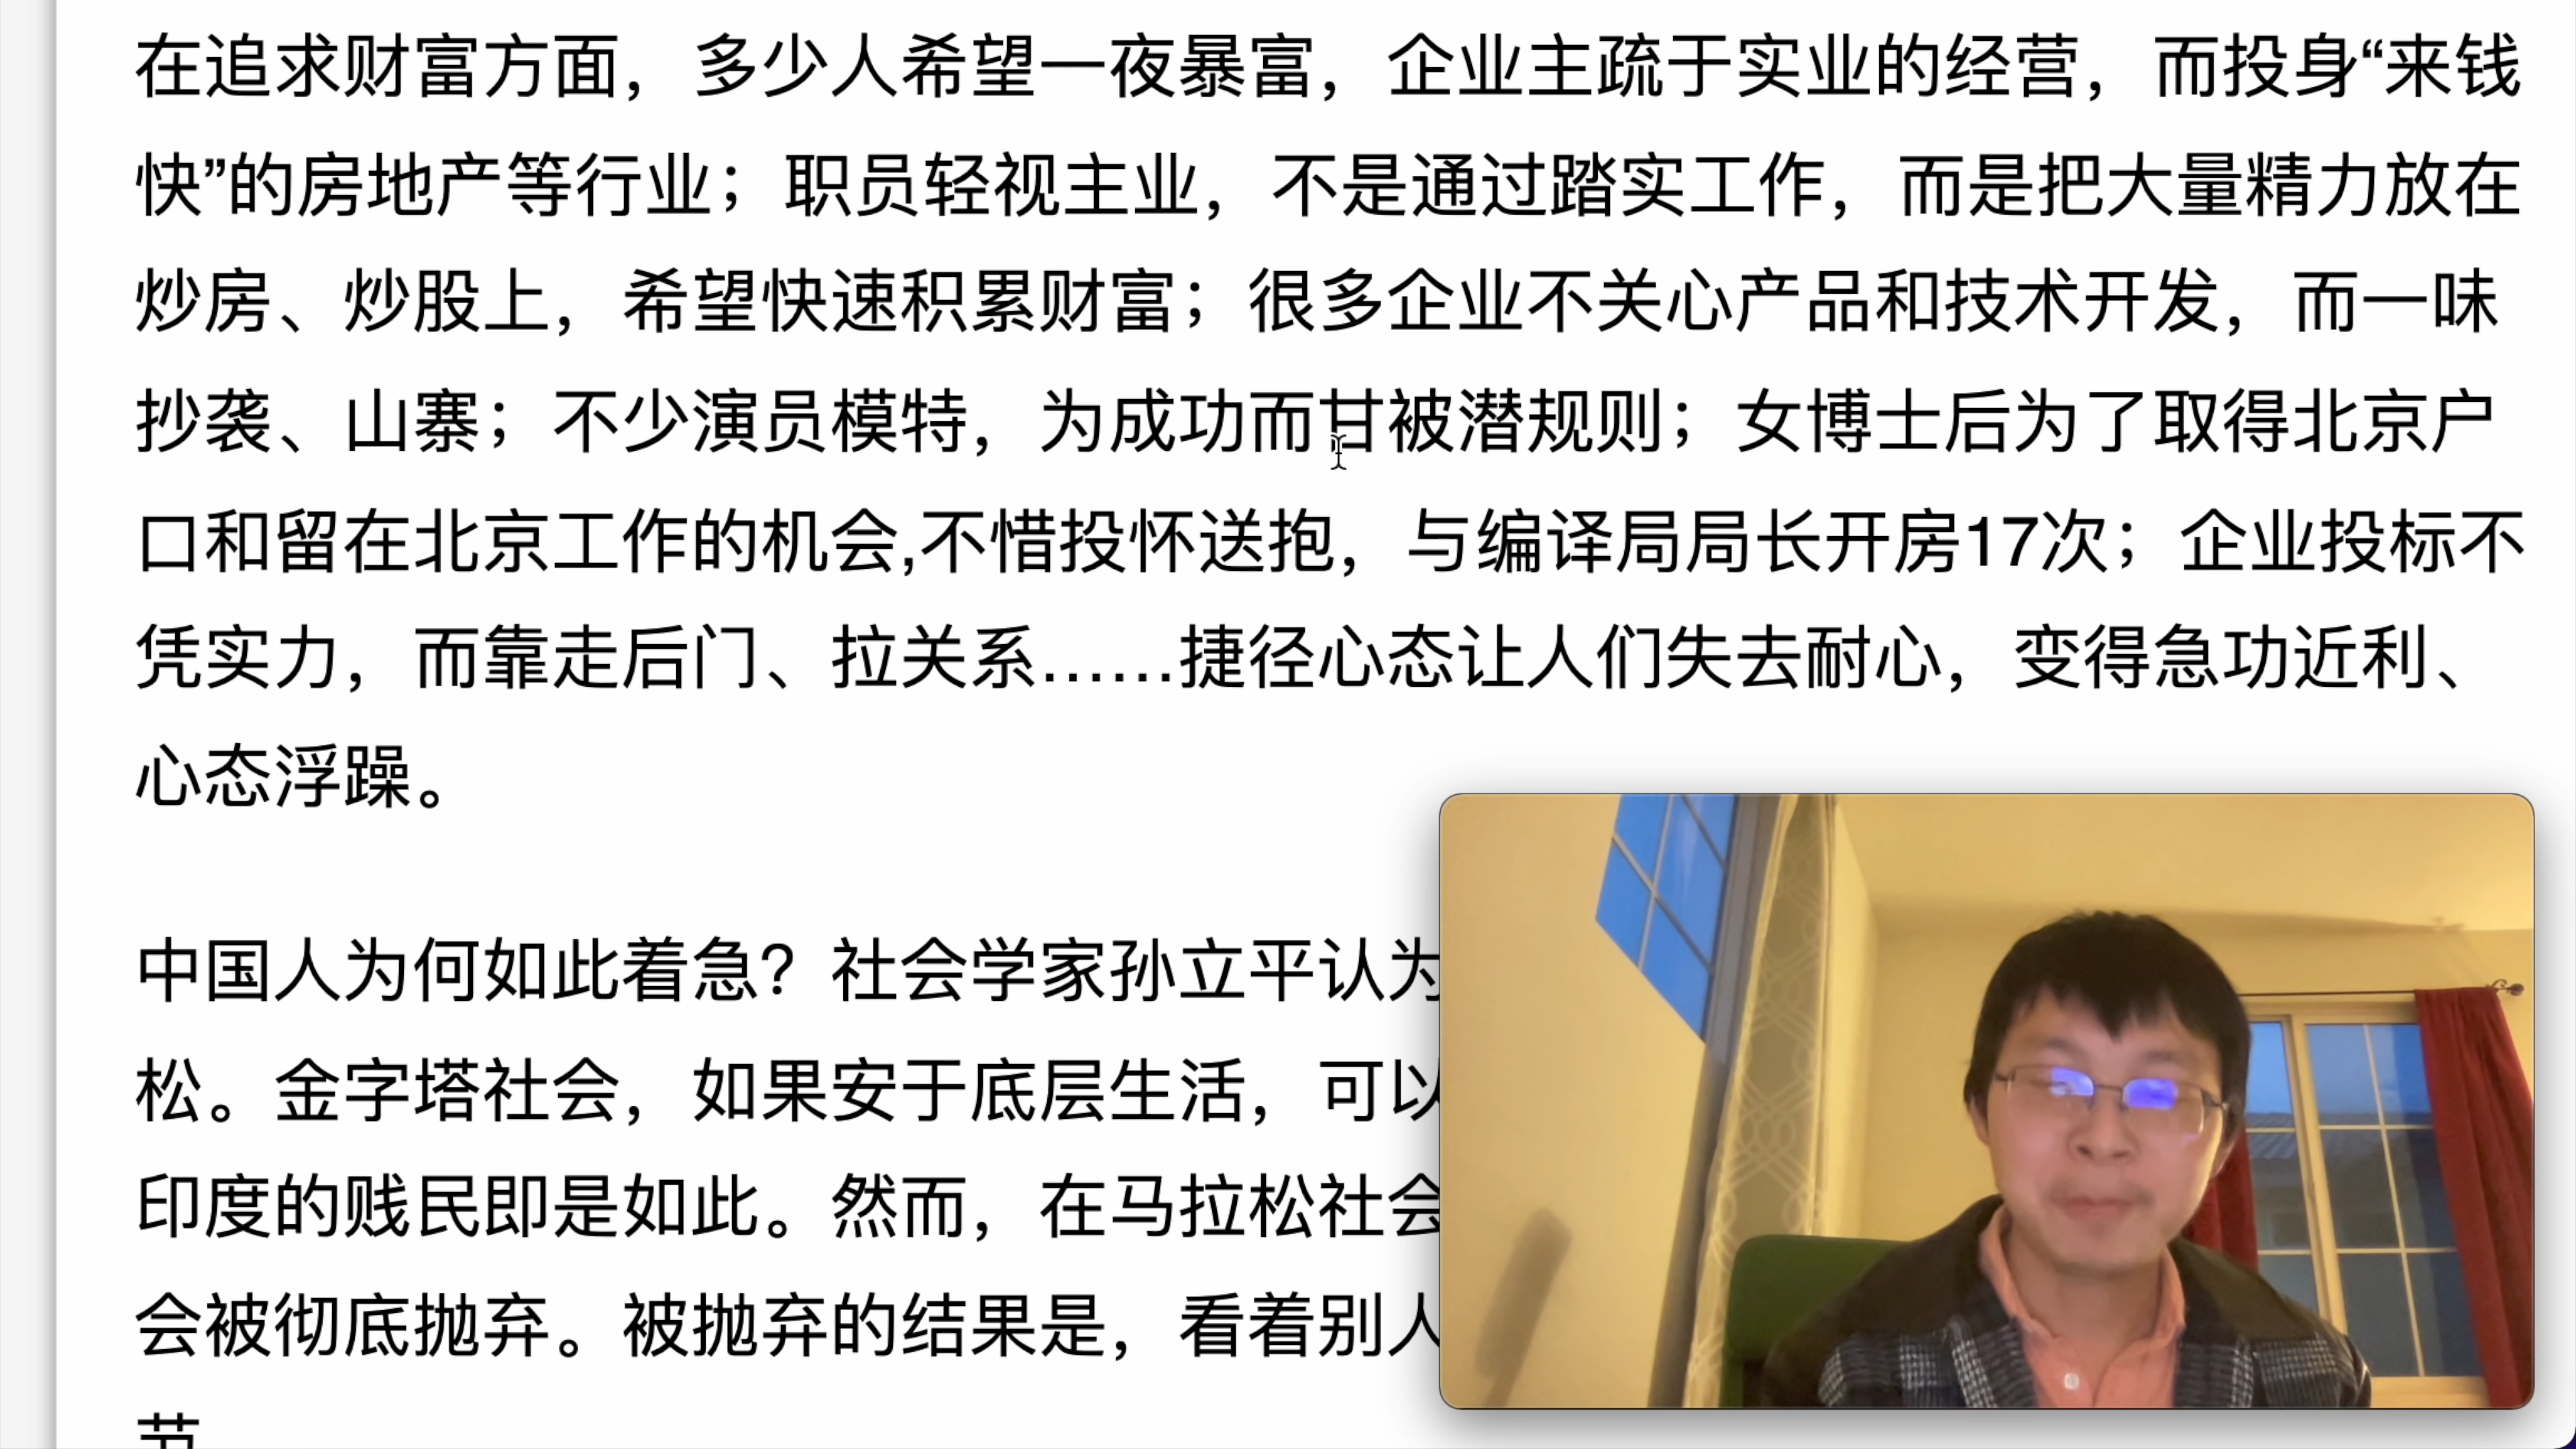 在追求财富方面，多少人希望一夜暴富，企业主疏于实业的经营，而投身“来钱
快”的房地产等行业；职员轻视主业，不是通过踏实工作，而是把大量精力放在
炒房、炒股上，希望快速积累财富；很多企业不关心产品和技术开发，而一味
抄袭、山寨；不少演员模特，为成功而甘被潜规则；女博士后为了取得北京户
口和留在北京工作的机会,不惜投怀送抱，与编译局局长开房17次；企业投标不
凭实力，而靠走后门、拉关系……捷径心态让人们失去耐心，变得急功近利、
心态浮躁。
中国人为何如此着急？社会学家孙立平认为
松。金字塔社会，如果安于底层生活，可以
印度的贱民即是如此。然而，在马拉松社会
会被彻底抛弃。被抛弃的结果是，看着别人
节